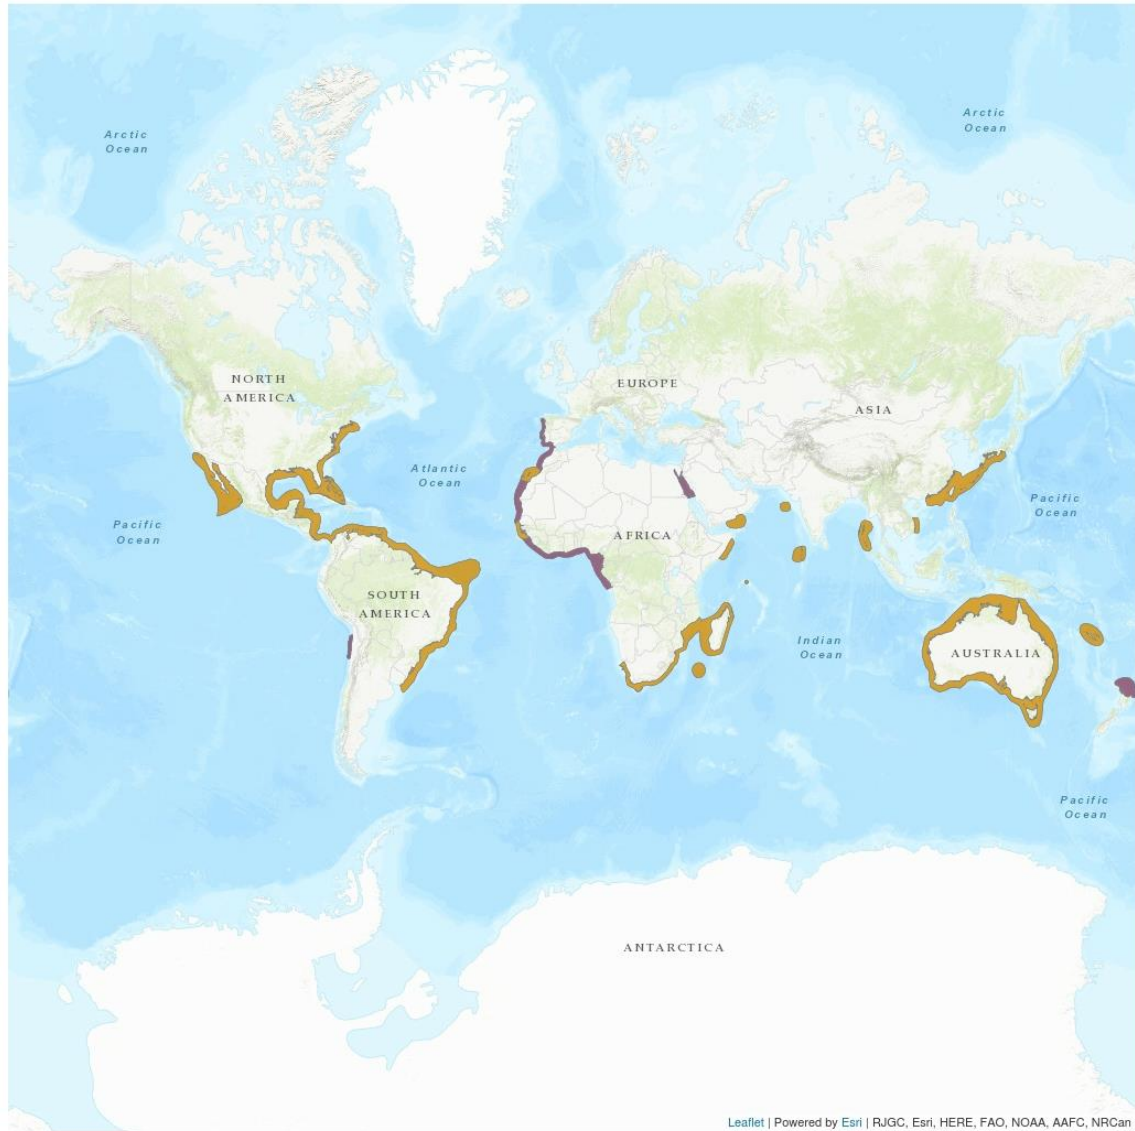 Arctic
Ocean
Arctic
Ocean
NORTH
AMERICA
EUROPE
ASIA
Atlantic
Ocean
Pacific
Ocean
Pacific
Ocean
AFRICA
SOUTH
AMERICA
Indian
Ocean
AUSTRALIA
Pacific
Ocean
ANTARCTICA
Leaflet | Powered by Esri | RJGC, Esri, HERE, FAO, NOAA, AAFC, NRCan